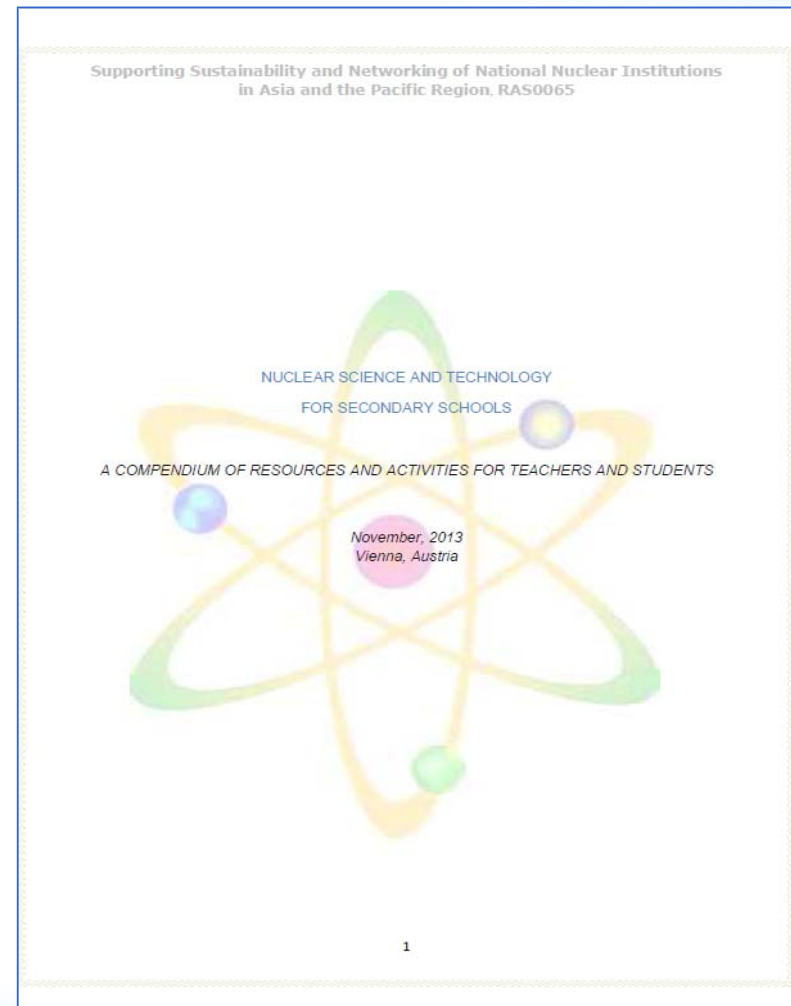 Supporting Sustainability and Networking of National Nuclear Institutions
in Asia and the Pacific Region, RAS0065
NUCLEAR SCIENCE AND TECHNOLOGY
FOR SECONDARY SCHOOLS
A COMPENDIUM OF RESOURCES AND ACTIVITIES FOR TEACHERS AND STUDENTS
November, 2013
Vienna, Austria
1